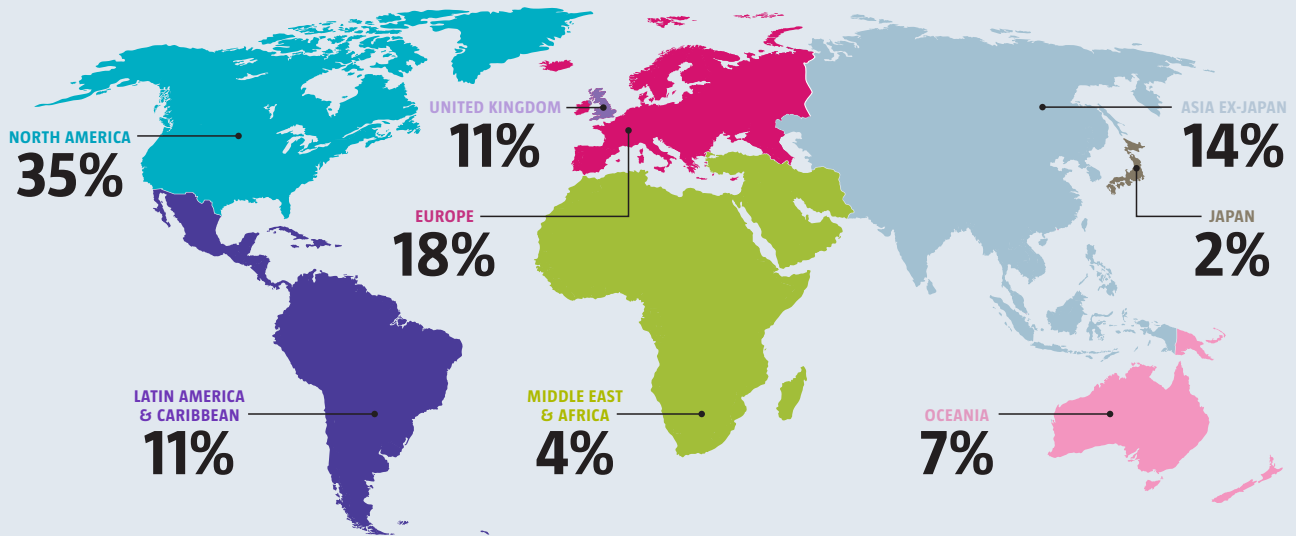 NORTH AMERICA
35%
UNITED KINGDOM
11%
EUROPE
18%
ASIA EX-JAPAN
14%
JAPAN
2%
LATIN AMERICA
& CARIBBEAN
11%
MIDDLE EAST
& AFRICA
4%
OCEANIA
7%